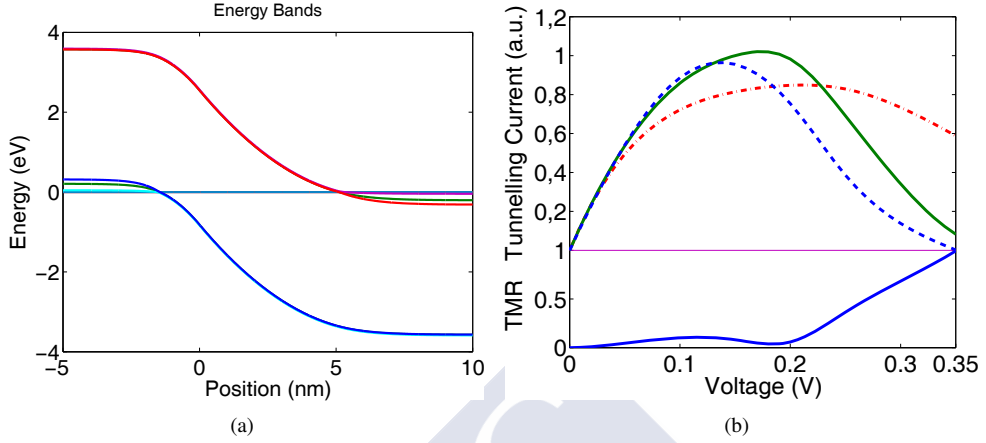 Energy Bands
4
2
0
−2
−4
Energy (eV)
−5
0
5
10
Position (nm)
(a)
1,2
1
0,8
0,6
0,4
0,2
1
0.5
0
Tunnelling Current (a.u.)
TMR
0
0.1
0.2
0.3
0.35
Voltage (V)
(b)